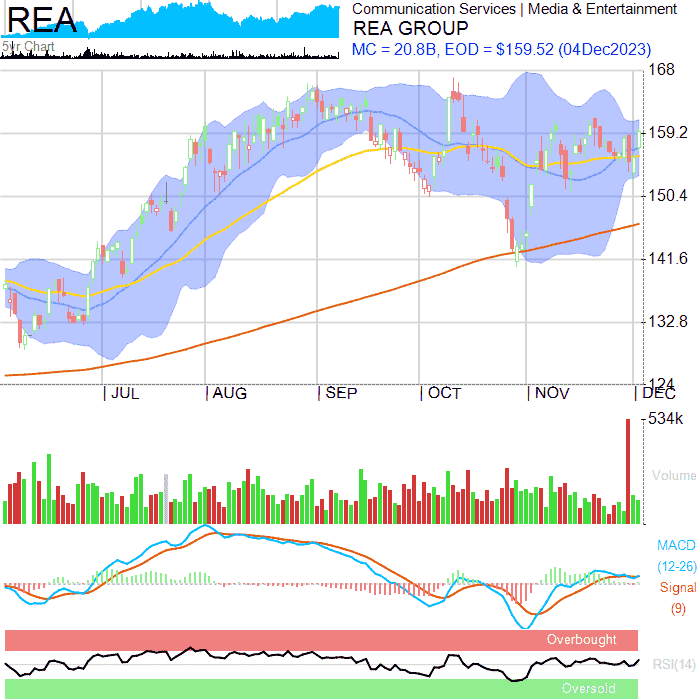 REA
5yr Chart
Communication Services | Media & Entertainment
REA GROUP
MC = 20.8B, EOD = $159.52 (04Dec2023)
168
159.2
150.4
141.6
132.8
124
JUL
AUG
SEP
OCT
NOV
DEC
534k
Volume
MACD
(12-26)
Signal
(9)
Overbought
RSI(14)
Oversold